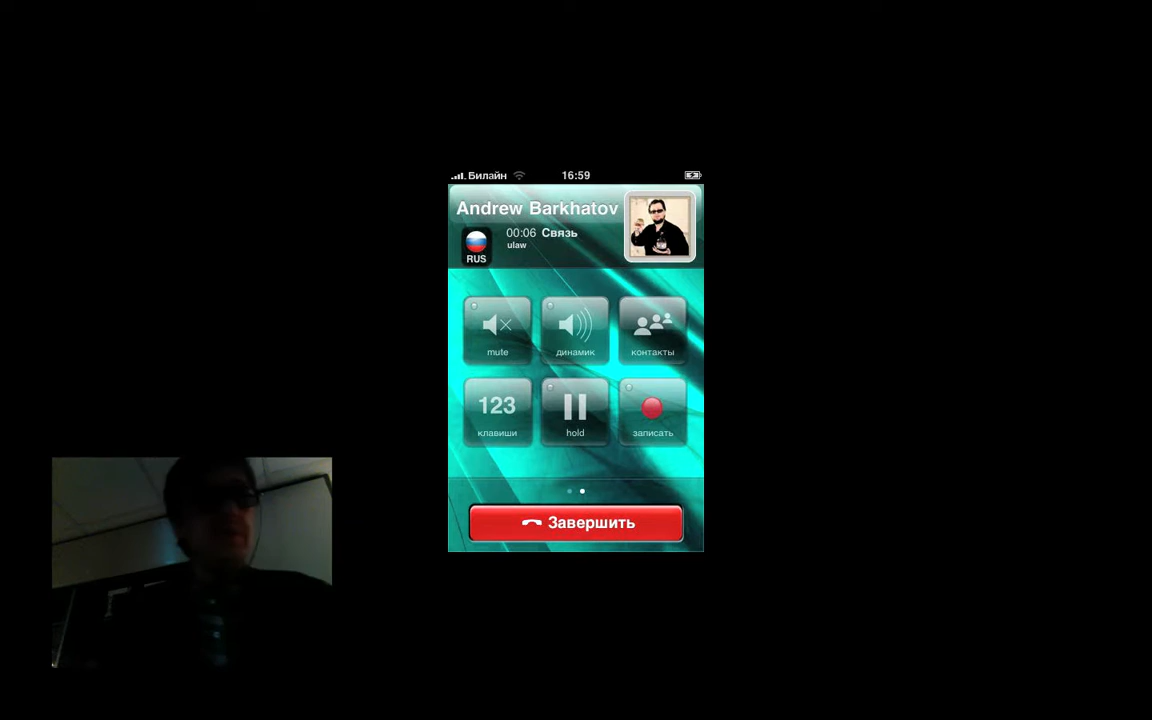 Билайн 16:59
Andrew Barkhatov
00:06 Связь
ulaw
RUS
mute динамик контакты
123
клавиши hold записать
Завершить